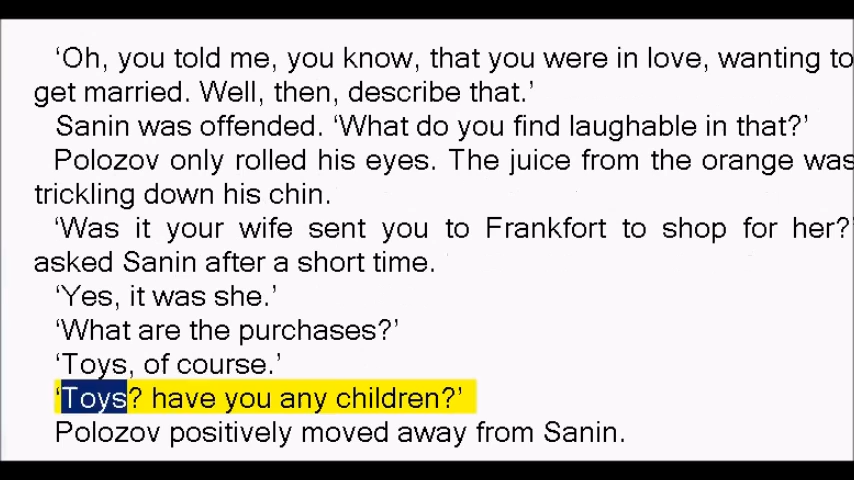 ‘Oh, you told me, you know, that you were in love, wanting to
get married. Well, then, describe that.’
Sanin was offended. ‘What do you find laughable in that?’
Polozov only rolled his eyes. The juice from the orange was
trickling down his chin.
‘Was it your wife sent you to Frankfort to shop for her?’
asked Sanin after a short time.
‘Yes, it was she.’
‘What are the purchases?’
‘Toys, of course.’
‘Toys? have you any children?’
Polozov positively moved away from Sanin.